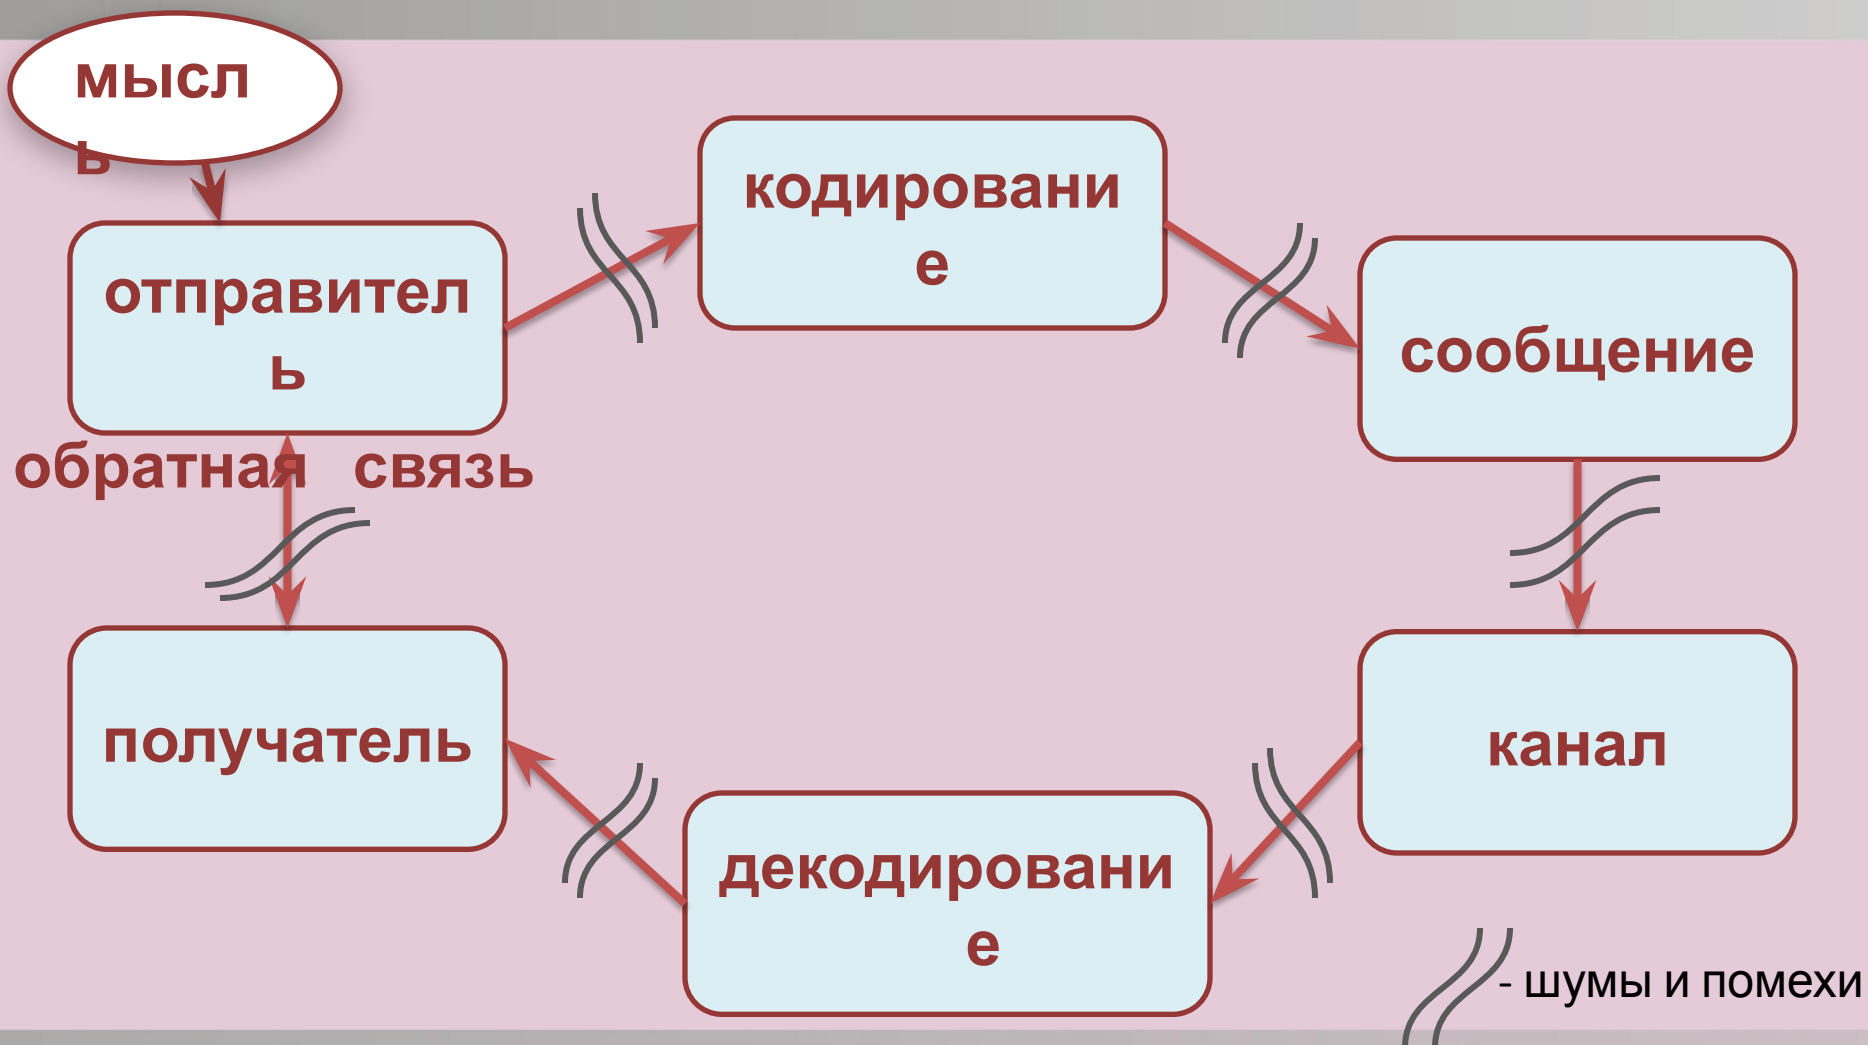 мысл
ь
отправител
ь
кодировани
е
сообщение
обратная связь
получатель
канал
декодировани
е
- шумы и помехи